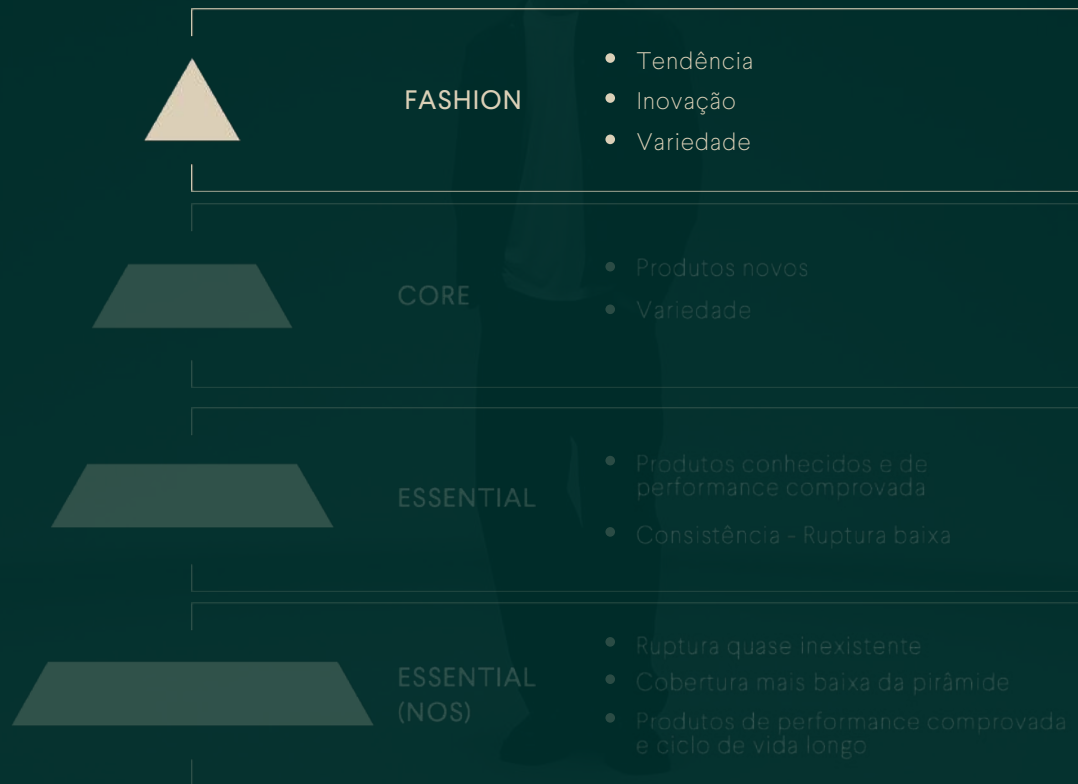 FASHION
Tendência
Inovação
Variedade
CORE
Produtos novos
Variedade
ESSENTIAL
Produtos conhecidos e de
performance comprovada
Consistência - Ruptura baixa
ESSENTIAL
(NOS)
Ruptura quase inexistente
Cobertura mais baixa da pirâmide
Produtos de performance comprovada
e ciclo de vida longo